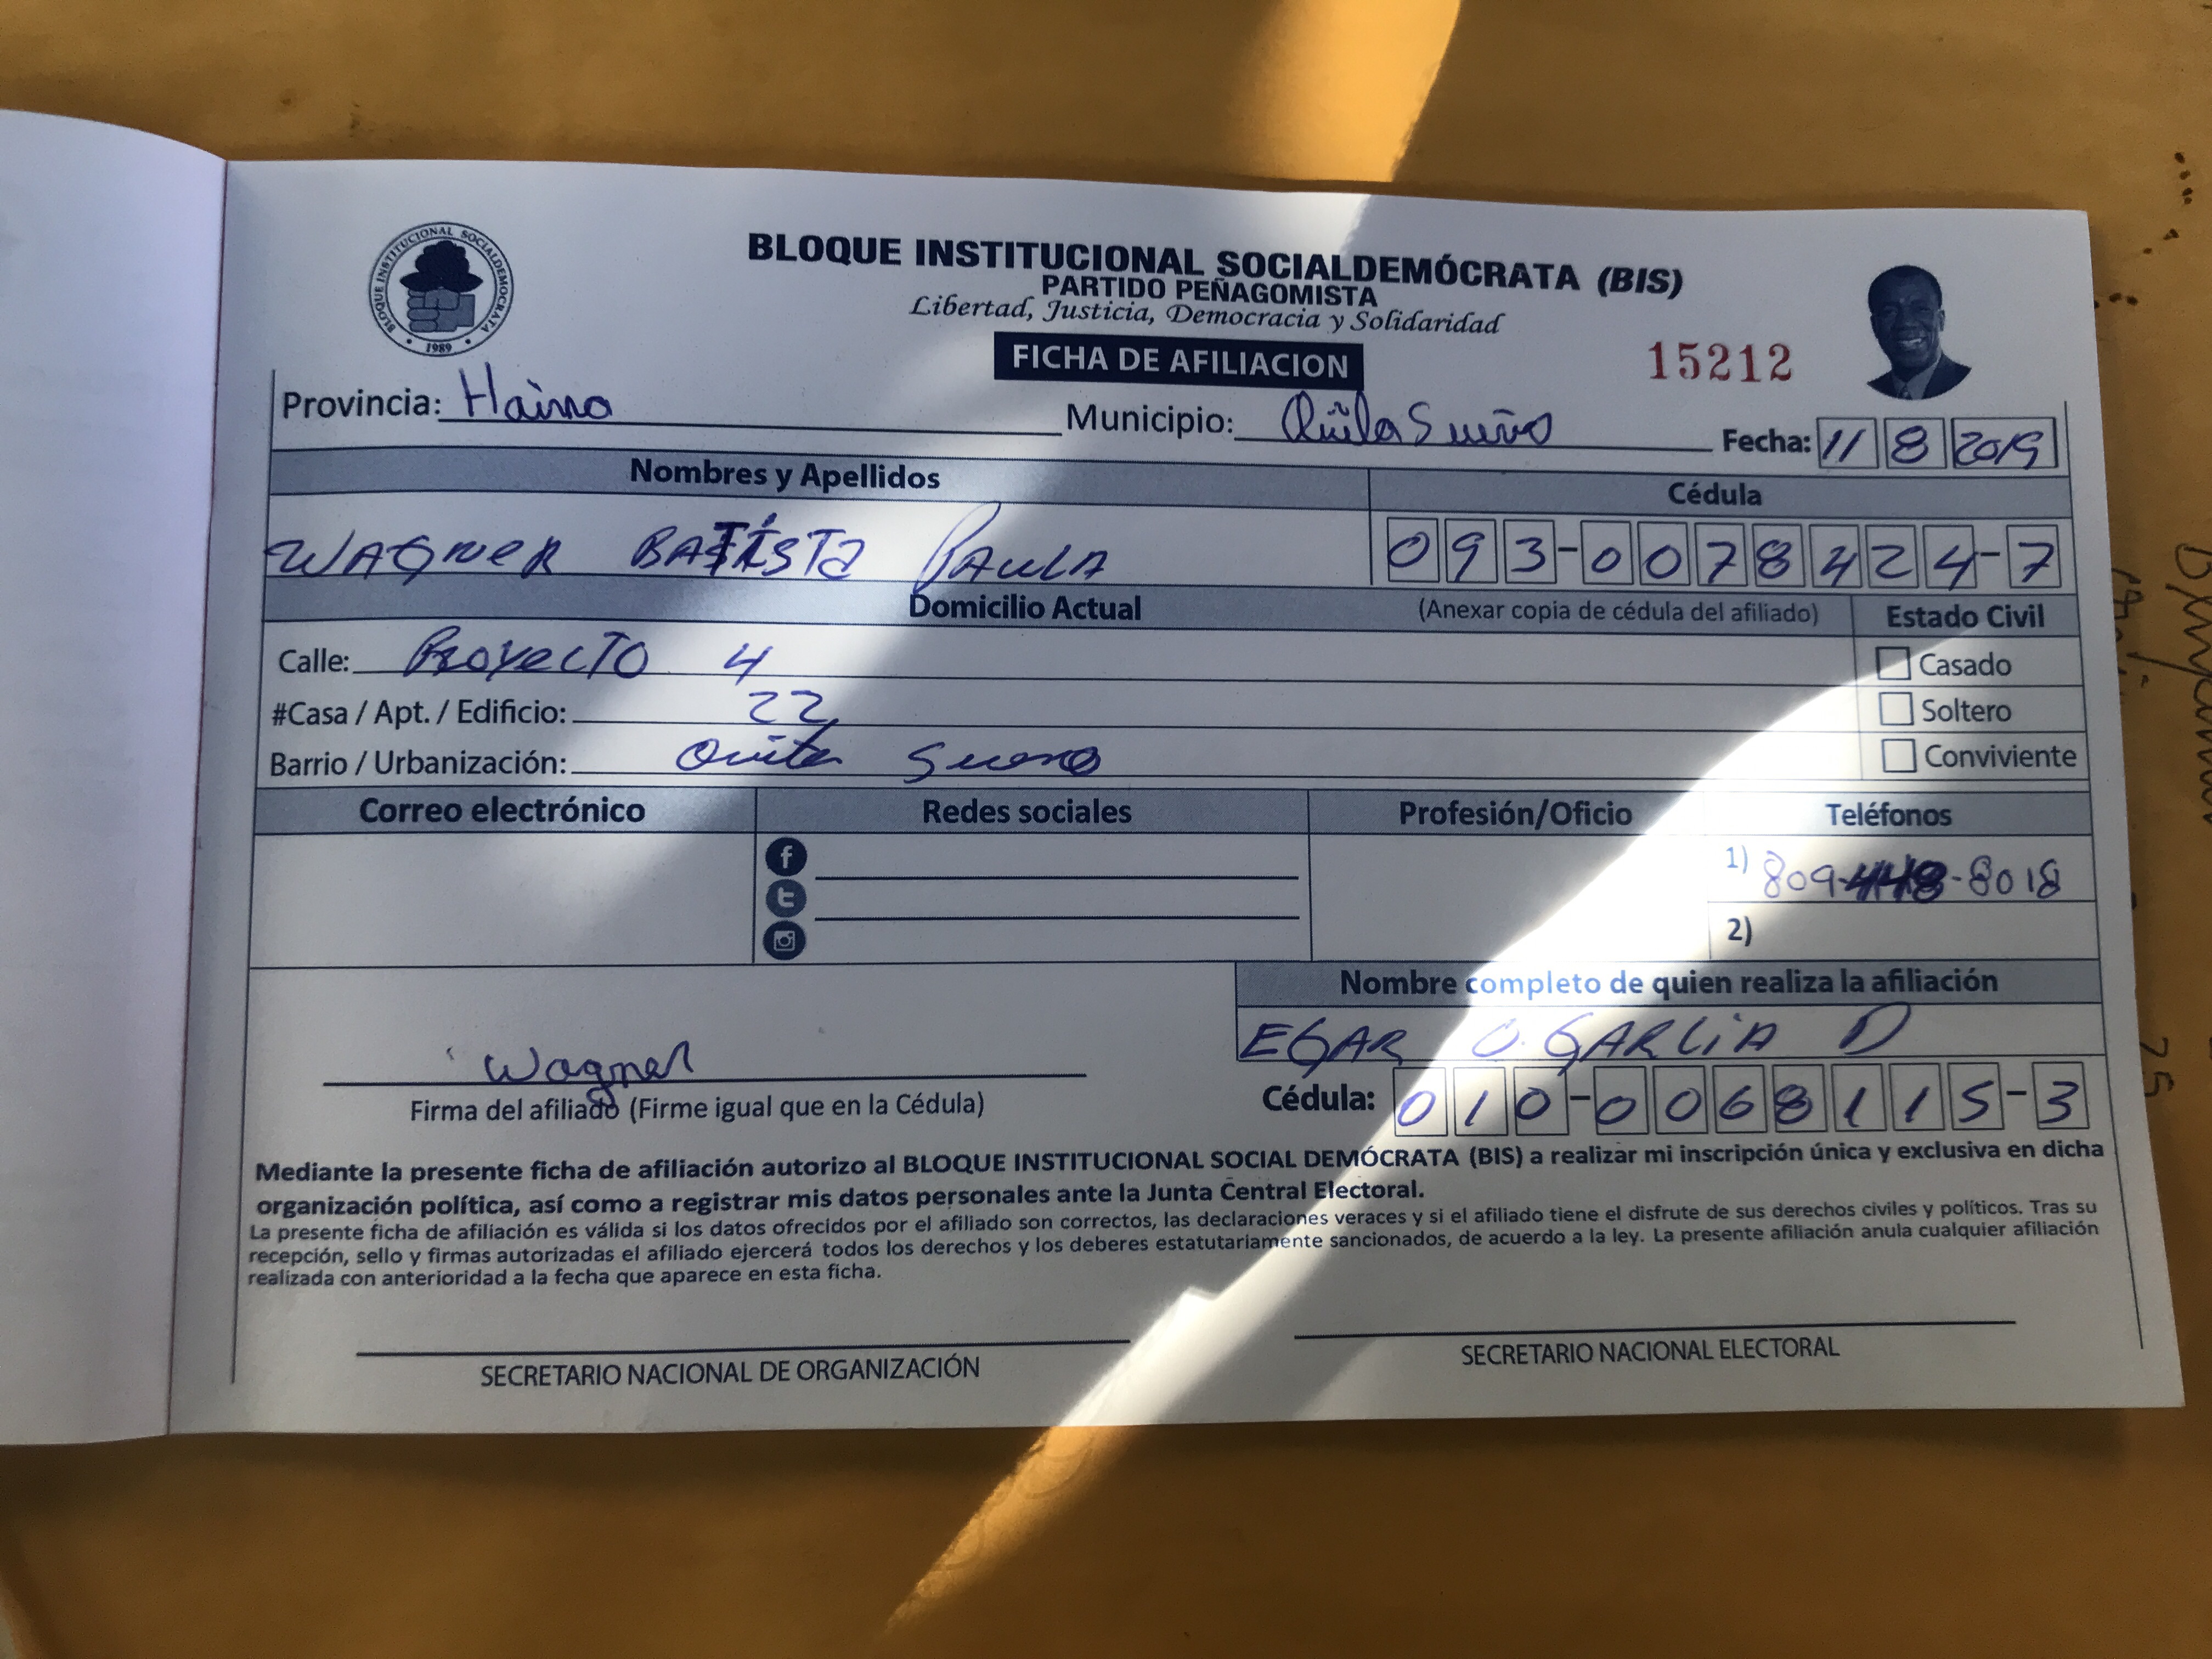 BLOQUE INSTITUCIONAL SOCIALDEMOCRATA
1989
BLOQUE INSTITUCIONAL SOCIALDEMÓCRATA (BIS)
PARTIDO PEÑAGOMISTA
Libertad, Justicia, Democracia y Solidaridad
FICHA DE AFILIACION
15212
Provincia: Haina
Municipio: Quita Sueño
Fecha: 11 8 2019
Nombres y Apellidos
Cédula
WAGNER BATISTA PAULA
093-0078424-7
Domicilio Actual
(Anexar copia de cédula del afiliado)
Estado Civil
Calle: PROYECTO 4
Casado
#Casa / Apt. / Edificio: 22
Soltero
Barrio / Urbanización: Quita Sueno
Conviviente
Correo electrónico
Redes sociales
Profesión/Oficio
Teléfonos
1) 809-448-8018
2)
Nombre completo de quien realiza la afiliación
EGAR O. GARCIA D
Wagner
Firma del afiliado (Firme igual que en la Cédula)
Cédula: 010-0068115-3
Mediante la presente ficha de afiliación autorizo al BLOQUE INSTITUCIONAL SOCIAL DEMÓCRATA (BIS) a realizar mi inscripción única y exclusiva en dicha
organización política, así como a registrar mis datos personales ante la Junta Central Electoral.
La presente ficha de afiliación es válida si los datos ofrecidos por el afiliado son correctos, las declaraciones veraces y si el afiliado tiene el disfrute de sus derechos civiles y políticos. Tras su
recepción, sello y firmas autorizadas el afiliado ejercerá todos los derechos y los deberes estatutariamente sancionados, de acuerdo a la ley. La presente afiliación anula cualquier afiliación
realizada con anterioridad a la fecha que aparece en esta ficha.
SECRETARIO NACIONAL DE ORGANIZACIÓN
SECRETARIO NACIONAL ELECTORAL